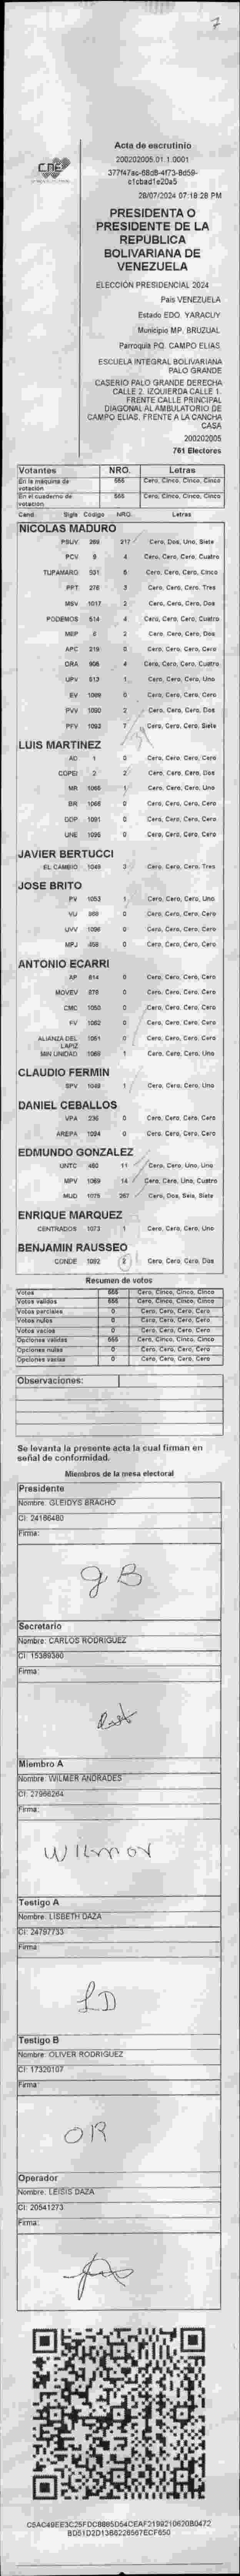 7
CNE
Acta de escrutinio
200202005.01.1.0001
377f47ac-68d8-4f73-8d59-
c1cbad1e20a5
28/07/2024 07:18:28 PM
PRESIDENTA O
PRESIDENTE DE LA
REPUBLICA
BOLIVARIANA DE
VENEZUELA
ELECCIÓN PRESIDENCIAL 2024
País VENEZUELA
Estado EDO. YARACUY
Municipio MP. BRUZUAL
Parroquia PQ. CAMPO ELIAS
ESCUELA INTEGRAL BOLIVARIANA
PALO GRANDE
CASERIO PALO GRANDE DERECHA
CALLE 2. IZQUIERDA CALLE 1.
FRENTE CALLE PRINCIPAL
DIAGONAL AL AMBULATORIO DE
CAMPO ELIAS. FRENTE A LA CANCHA
CASA
200202005
761 Electores
Votantes NRO. Letras
En la máquina de votación 555 Cero, Cinco, Cinco, Cinco
En el cuaderno de votación 555 Cero, Cinco, Cinco, Cinco
Cand. Sigla Código NRO. Letras
NICOLAS MADURO
PSUV 269 217 Cero, Dos, Uno, Siete
PCV 9 4 Cero, Cero, Cero, Cuatro
TUPAMARO 931 5 Cero, Cero, Cero, Cinco
PPT 276 3 Cero, Cero, Cero, Tres
MSV 1017 2 Cero, Cero, Cero, Dos
PODEMOS 514 4 Cero, Cero, Cero, Cuatro
MEP 6 2 Cero, Cero, Cero, Dos
APC 219 0 Cero, Cero, Cero, Cero
ORA 906 4 Cero, Cero, Cero, Cuatro
UPV 613 1 Cero, Cero, Cero, Uno
EV 1089 0 Cero, Cero, Cero, Cero
PVV 1090 2 Cero, Cero, Cero, Dos
PFV 1093 7 Cero, Cero, Cero, Siete
LUIS MARTINEZ
AD 1 0 Cero, Cero, Cero, Cero
COPEI 2 2 Cero, Cero, Cero, Dos
MR 1065 1 Cero, Cero, Cero, Uno
BR 1066 0 Cero, Cero, Cero, Cero
DDP 1091 0 Cero, Cero, Cero, Cero
UNE 1095 0 Cero, Cero, Cero, Cero
JAVIER BERTUCCI
EL CAMBIO 1049 3 Cero, Cero, Cero, Tres
JOSE BRITO
PV 1053 1 Cero, Cero, Cero, Uno
VU 968 0 Cero, Cero, Cero, Cero
UVV 1096 0 Cero, Cero, Cero, Cero
MPJ 458 0 Cero, Cero, Cero, Cero
ANTONIO ECARRI
AP 614 0 Cero, Cero, Cero, Cero
MOVEV 879 0 Cero, Cero, Cero, Cero
CMC 1050 0 Cero, Cero, Cero, Cero
FV 1062 0 Cero, Cero, Cero, Cero
ALIANZA DEL LAPIZ 1061 0 Cero, Cero, Cero, Cero
MIN UNIDAD 1068 1 Cero, Cero, Cero, Uno
CLAUDIO FERMIN
SPV 1048 1 Cero, Cero, Cero, Uno
DANIEL CEBALLOS
VPA 236 0 Cero, Cero, Cero, Cero
AREPA 1094 0 Cero, Cero, Cero, Cero
EDMUNDO GONZALEZ
UNTC 480 11 Cero, Cero, Uno, Uno
MPV 1069 14 Cero, Cero, Uno, Cuatro
MUD 1079 267 Cero, Dos, Seis, Siete
ENRIQUE MARQUEZ
CENTRADOS 1073 1 Cero, Cero, Cero, Uno
BENJAMIN RAUSSEO
CONDE 1092 2 Cero, Cero, Cero, Dos
Resumen de votos
Votos 555 Cero, Cinco, Cinco, Cinco
Votos válidos 555 Cero, Cinco, Cinco, Cinco
Votos parciales 0 Cero, Cero, Cero, Cero
Votos nulos 0 Cero, Cero, Cero, Cero
Votos vacíos 0 Cero, Cero, Cero, Cero
Opciones válidas 555 Cero, Cinco, Cinco, Cinco
Opciones nulas 0 Cero, Cero, Cero, Cero
Opciones vacías 0 Cero, Cero, Cero, Cero
Observaciones:
Se levanta la presente acta la cual firman en
señal de conformidad.
Miembros de la mesa electoral
Presidente
Nombre: GLEIDYS BRACHO
CI: 24166480
Firma:
g B
Secretario
Nombre: CARLOS RODRIGUEZ
CI: 15389380
Firma:
Miembro A
Nombre: WILMER ANDRADES
CI: 27966264
Firma:
Wilmer
Testigo A
Nombre: LISBETH DAZA
CI: 24797733
Firma:
LD
Testigo B
Nombre: OLIVER RODRIGUEZ
CI: 17320107
Firma:
OR
Operador
Nombre: LEISIS DAZA
CI: 20541273
Firma:
C5AC49EE3C25FDC8865D54CEAF2199210620B0472
BD51D2D1386226567ECF650